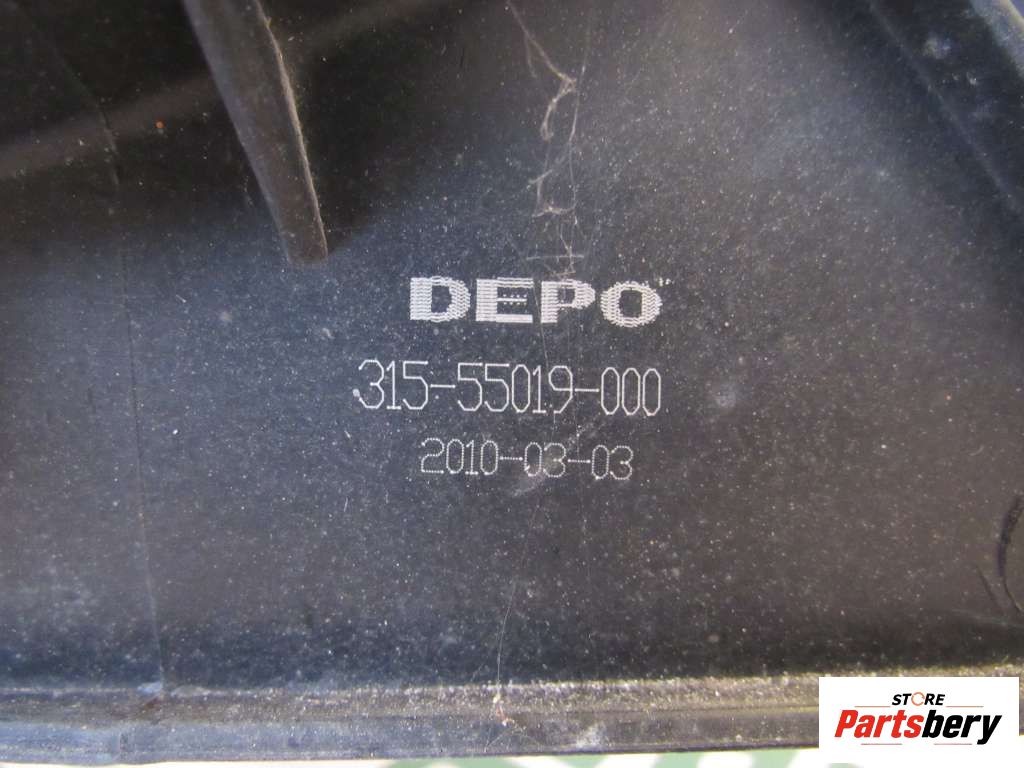 DEPO
315-55019-000
2010-03-03
STORE
Partsbery